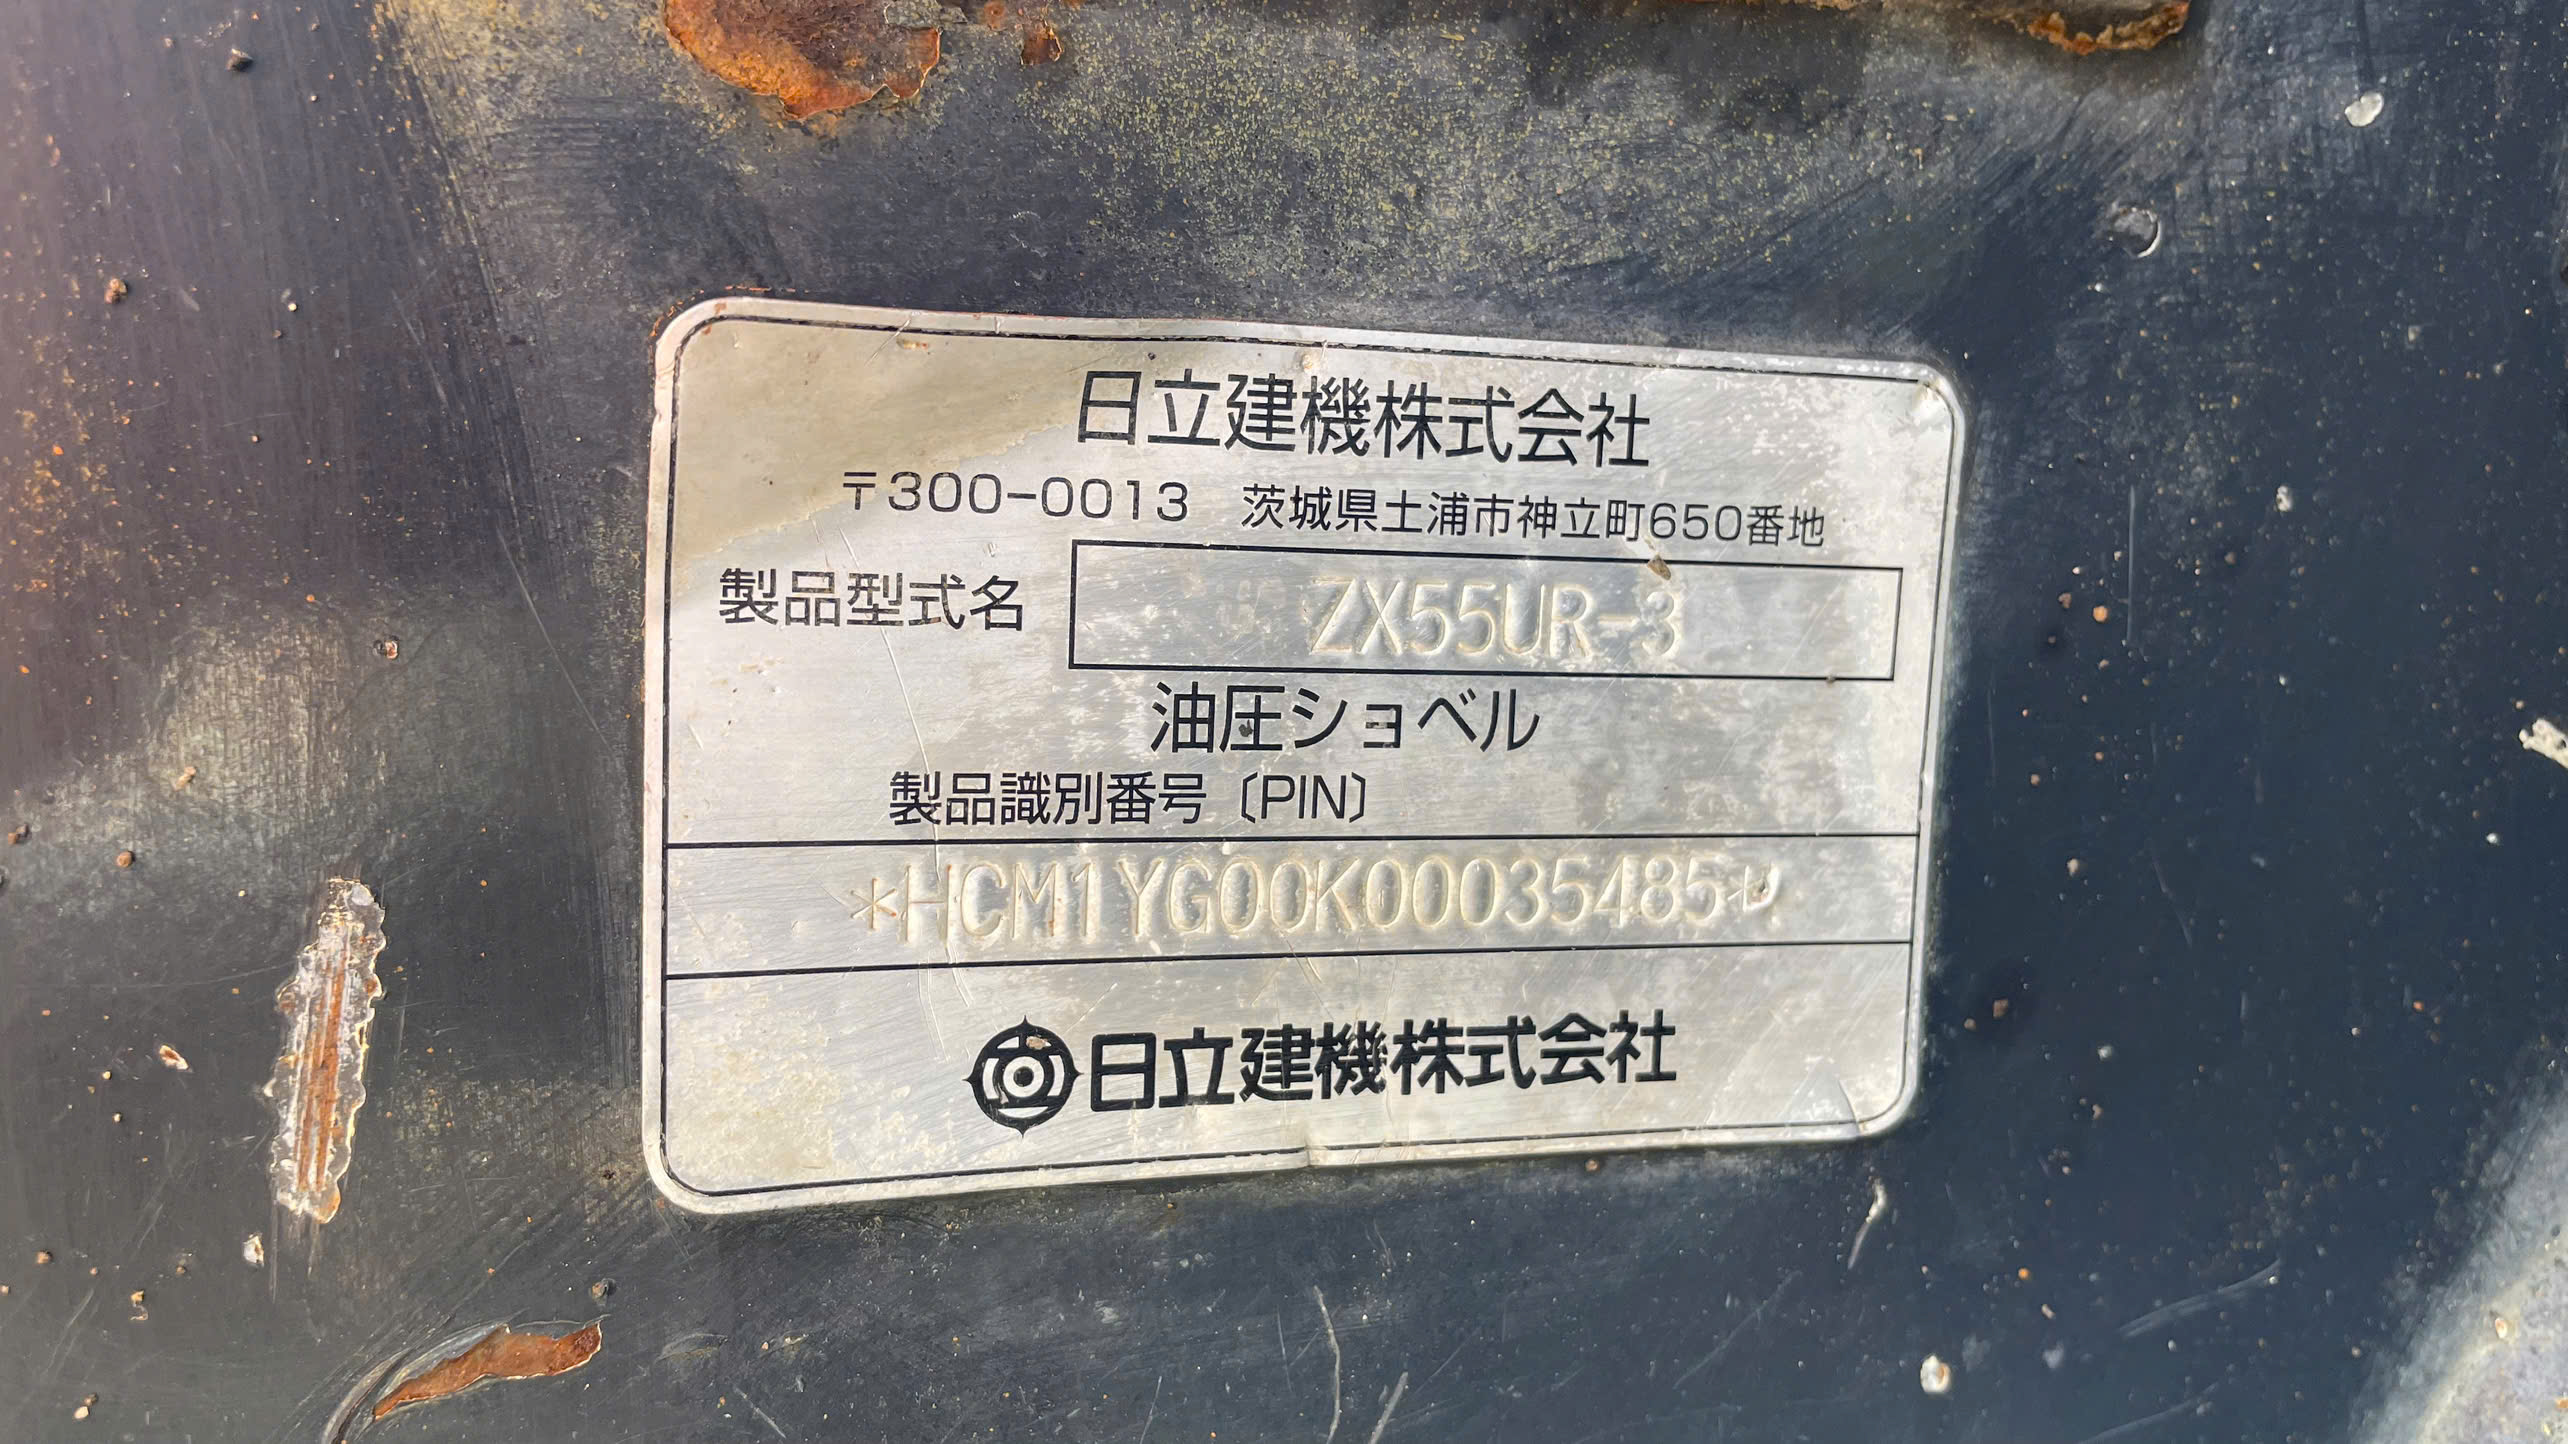 日立建機株式会社
〒300-0013 茨城県土浦市神立町650番地
製品型式名 ZX55UR-3
油圧ショベル
製品識別番号〔PIN〕
*HCM1YG00K00035485*
日立建機株式会社